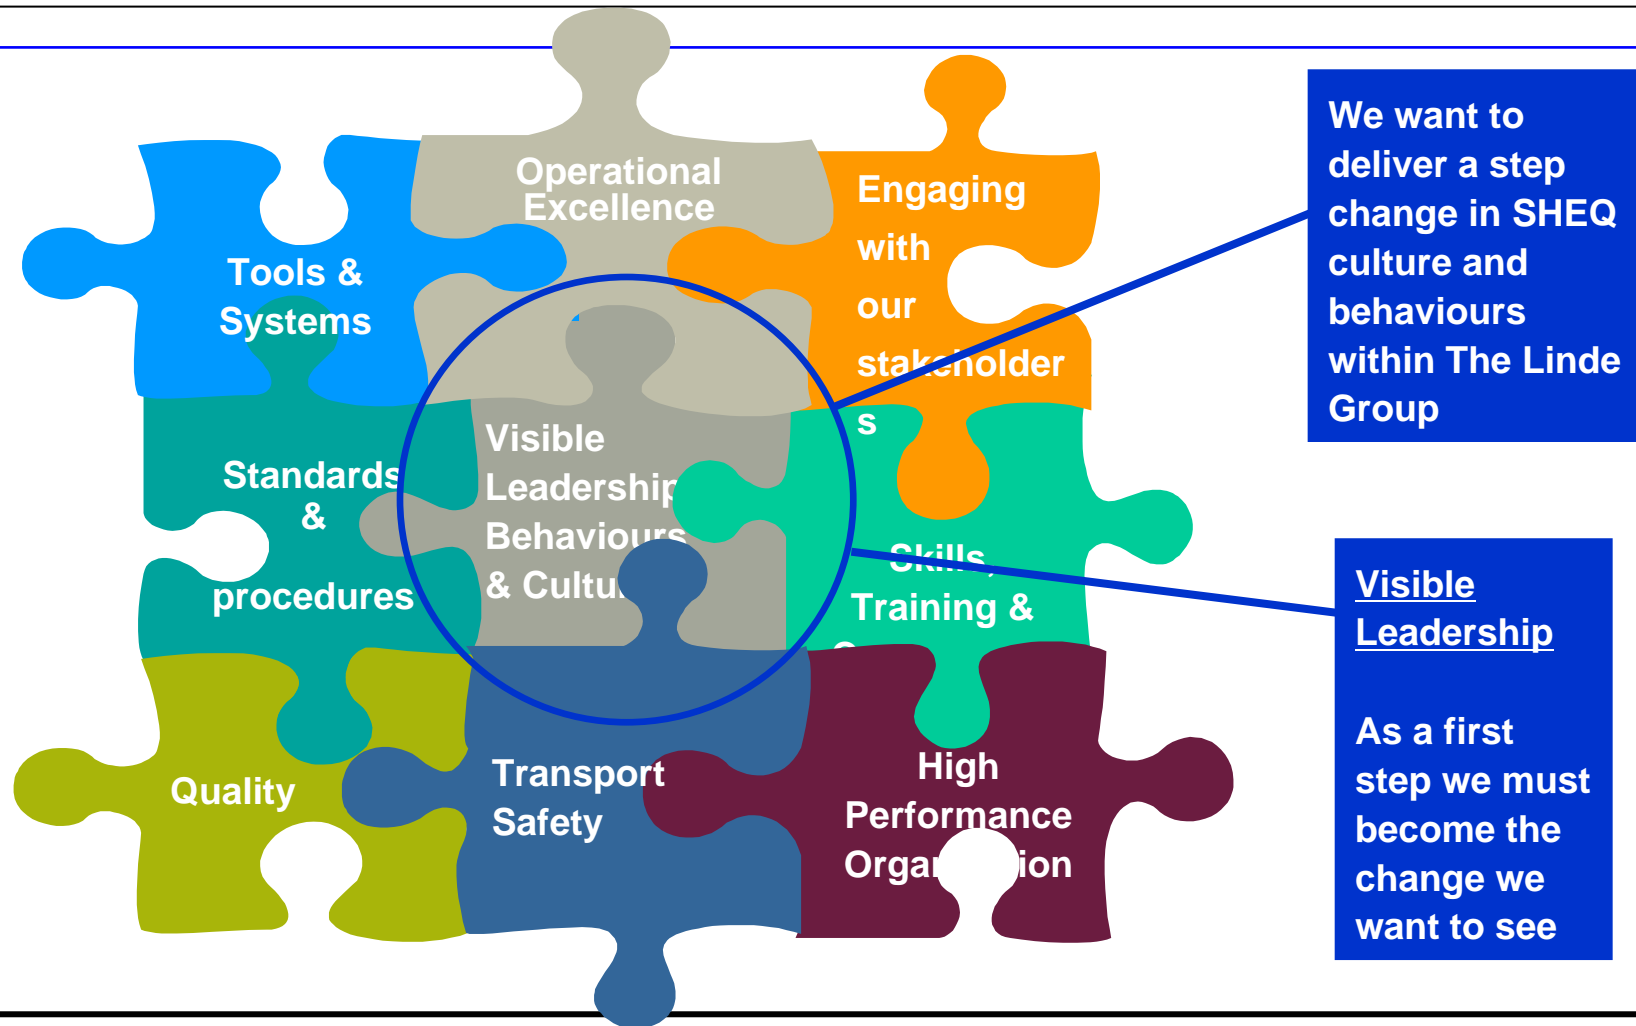 Operational
Excellence
Engaging
with
our
stakeholder
s
Tools &
Systems
Visible
Leadership
Behaviours
&
Standards
&
procedures
Skills,
Training &
Quality
Transport
Safety
High
Performance
We want to
deliver a step
change in SHEQ
culture and
behaviours
within The Linde
Group
Visible
Leadership
As a first
step we must
become the
change we
want to see